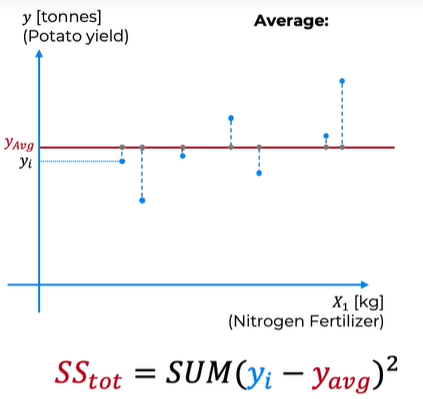 y [tonnes]
(Potato yield)
Average:
yAvg
yi
X1 [kg]
(Nitrogen Fertilizer)
SStot = SUM(yi − yavg)²